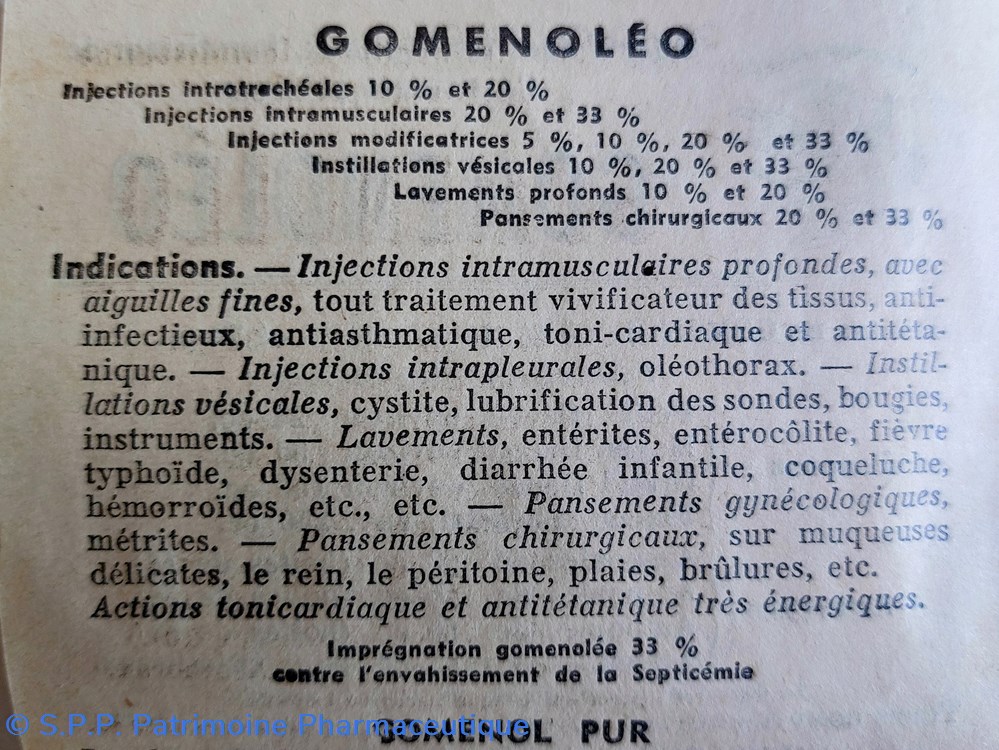 GOMENOLÉO
Injections intratrachéales 10 % et 20 %
Injections intramusculaires 20 % et 33 %
Injections modificatrices 5 %, 10 %, 20 % et 33 %
Instillations vésicales 10 %, 20 % et 33 %
Lavements profonds 10 % et 20 %
Pansements chirurgicaux 20 % et 33 %
Indications. — Injections intramusculaires profondes, avec
aiguilles fines, tout traitement vivificateur des tissus, anti-
infectieux, antiasthmatique, toni-cardiaque et antitéta-
nique. — Injections intrapleurales, oléothorax. — Instil-
lations vésicales, cystite, lubrification des sondes, bougies,
instruments. — Lavements, entérites, entérocôlite, fièvre
typhoïde, dysenterie, diarrhée infantile, coqueluche,
hémorroïdes, etc., etc. — Pansements gynécologiques,
métrites. — Pansements chirurgicaux, sur muqueuses
délicates, le rein, le péritoine, plaies, brûlures, etc.
Actions tonicardiaque et antitétanique très énergiques.
Imprégnation gomenolée 33 %
contre l'envahissement de la Septicémie
GOMENOL PUR
© S.P.P. Patrimoine Pharmaceutique